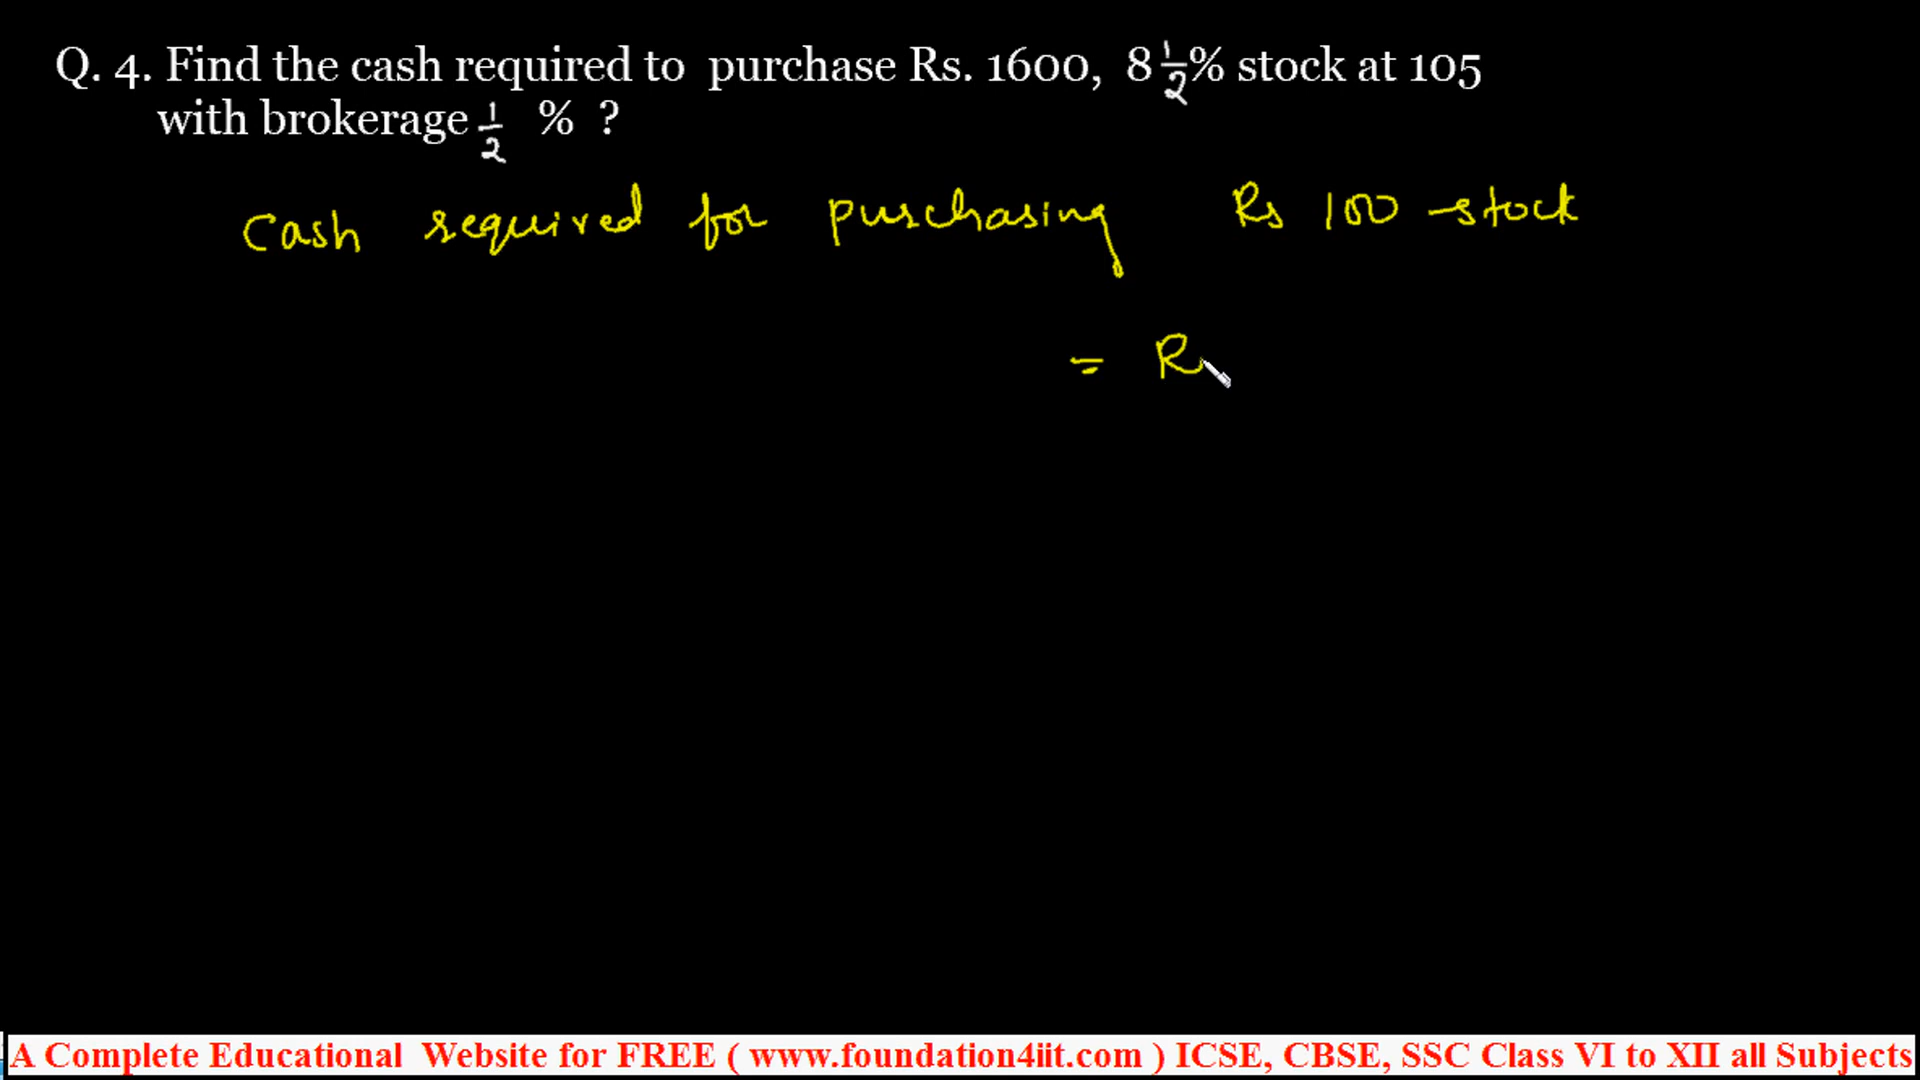 Q. 4. Find the cash required to purchase Rs. 1600, 8 1/2 % stock at 105
with brokerage 1/2 % ?
Cash required for purchasing Rs 100 stock
= R
A Complete Educational Website for FREE ( www.foundation4iit.com ) ICSE, CBSE, SSC Class VI to XII all Subjects